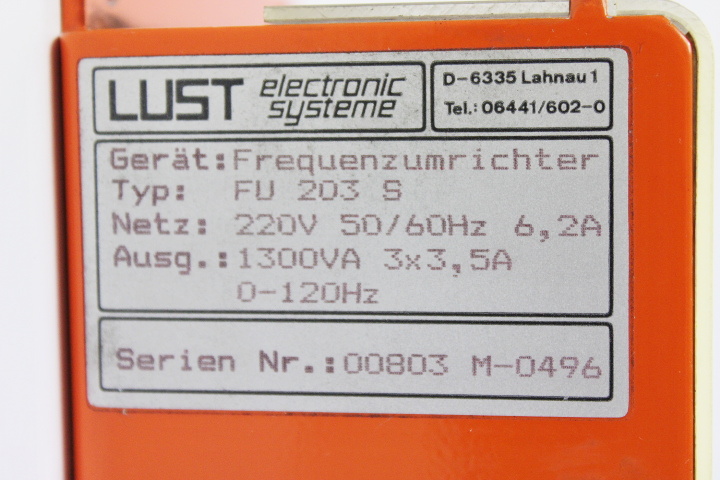 LUST electronic systeme
D-6335 Lahnau 1
Tel.: 06441/602-0
Gerät: Frequenzumrichter
Typ: FU 203 S
Netz: 220V 50/60Hz 6,2A
Ausg.: 1300VA 3x3,5A
0-120Hz
Serien Nr.: 00803 M-0496